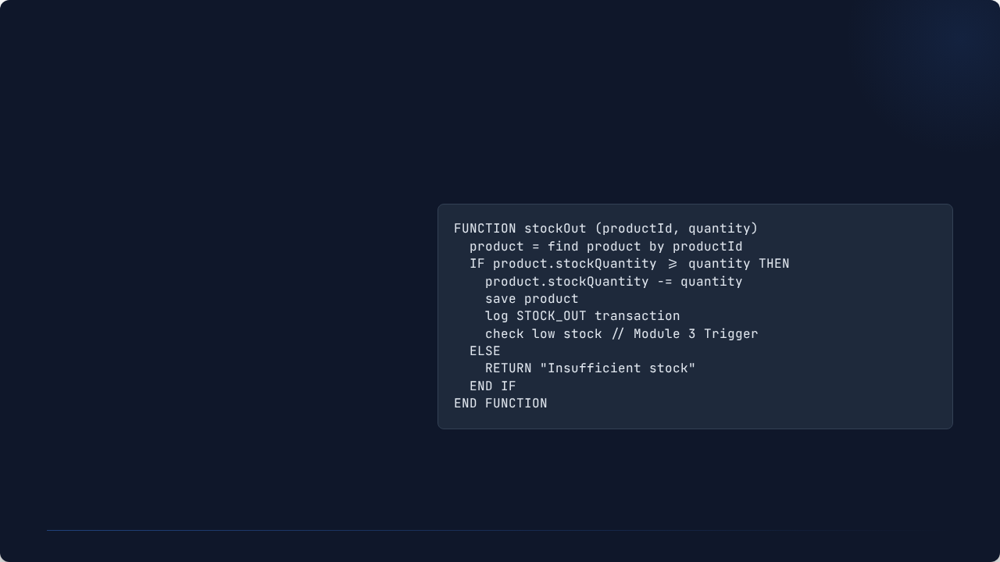 FUNCTION stockOut (productId, quantity)
  product = find product by productId
  IF product.stockQuantity >= quantity THEN
    product.stockQuantity -= quantity
    save product
    log STOCK_OUT transaction
    check low stock // Module 3 Trigger
  ELSE
    RETURN "Insufficient stock"
  END IF
END FUNCTION